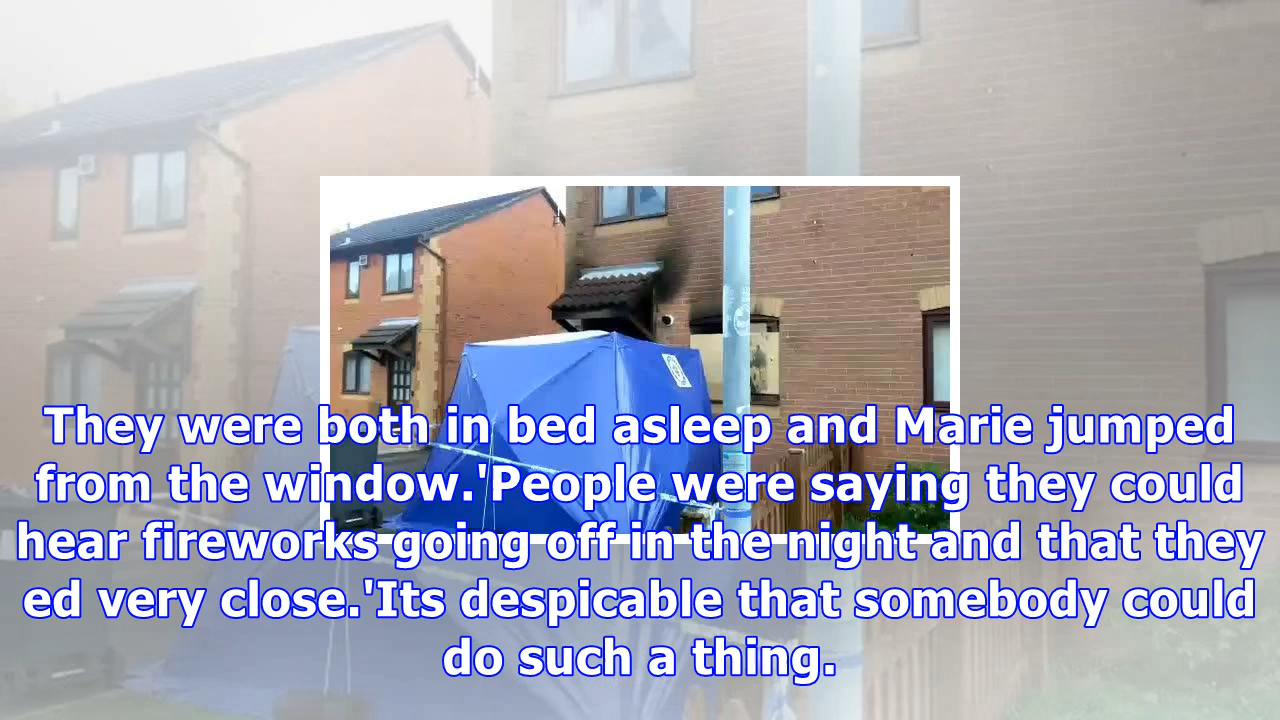 They were both in bed asleep and Marie jumped
from the window.'People were saying they could
hear fireworks going off in the night and that they
ed very close.'Its despicable that somebody could
do such a thing.